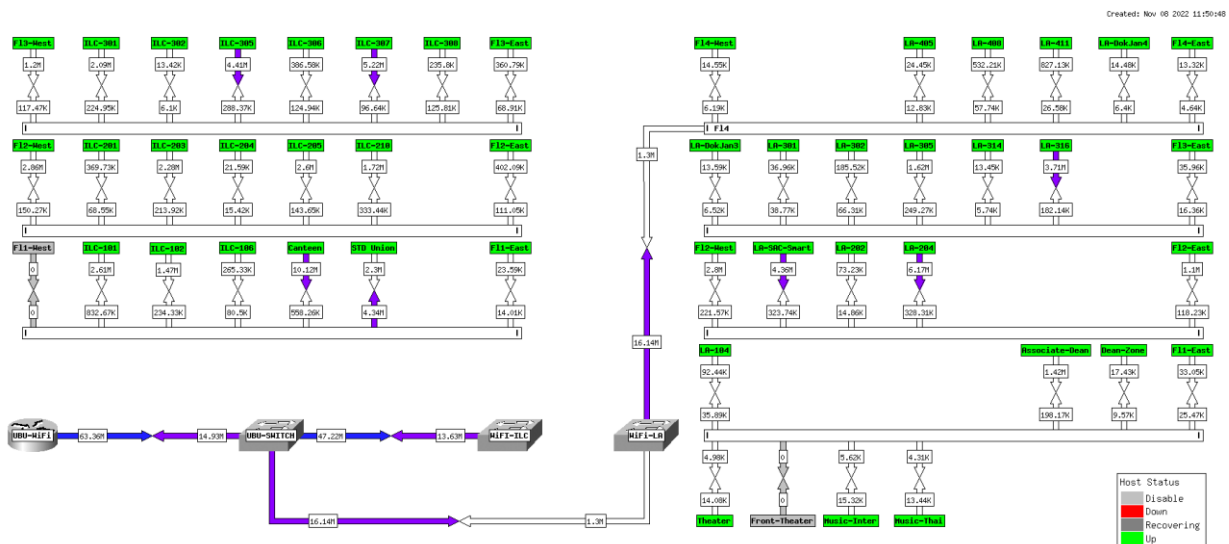 Created: Nov 08 2022 11:50:48
Fl3-West ILC-301 ILC-302 ILC-305 ILC-306 ILC-307 ILC-308 Fl3-East
1.2M 2.09M 13.42K 4.41M 386.58K 5.22M 235.8K 360.79K
117.47K 224.95K 6.1K 288.37K 124.94K 96.64K 125.81K 68.91K
Fl2-West ILC-201 ILC-203 ILC-204 ILC-205 ILC-210 Fl2-East
2.86M 369.73K 2.28M 21.59K 2.6M 1.72M 402.09K
150.27K 68.55K 213.92K 15.42K 143.65K 333.44K 111.05K
Fl1-West ILC-101 ILC-102 ILC-106 Canteen STD Union Fl1-East
0 2.61M 1.47M 265.33K 10.12M 2.3M 23.59K
0 832.67K 234.33K 80.5K 558.26K 4.34M 14.01K
UBU-WiFi 63.36M 14.93M UBU-SWITCH 47.22M 13.63M WiFI-ILC
16.14M 1.3M
WiFi-LA
16.14M
1.3M
Fl4-West LA-405 LA-408 LA-411 LA-DokJan4 Fl4-East
14.55K 24.45K 532.21K 827.13K 14.48K 13.32K
6.19K 12.83K 57.74K 26.58K 6.4K 4.64K
Fl4
LA-DokJan3 LA-301 LA-302 LA-305 LA-314 LA-316 Fl3-East
13.59K 36.96K 185.52K 1.62M 13.45K 3.71M 35.96K
6.52K 38.77K 66.31K 249.27K 5.74K 182.14K 16.36K
Fl2-West LA-SAC-Smart LA-202 LA-204 Fl2-East
2.8M 4.36M 73.23K 6.17M 1.1M
221.57K 323.74K 14.86K 328.31K 118.23K
LA-104 Associate-Dean Dean-Zone Fl1-East
92.44K 1.42M 17.43K 33.05K
35.89K 198.17K 9.57K 25.47K
4.98K 0 5.62K 4.31K
14.08K 0 15.32K 13.44K
Theater Front-Theater Music-Inter Music-Thai
Host Status
Disable
Down
Recovering
Up